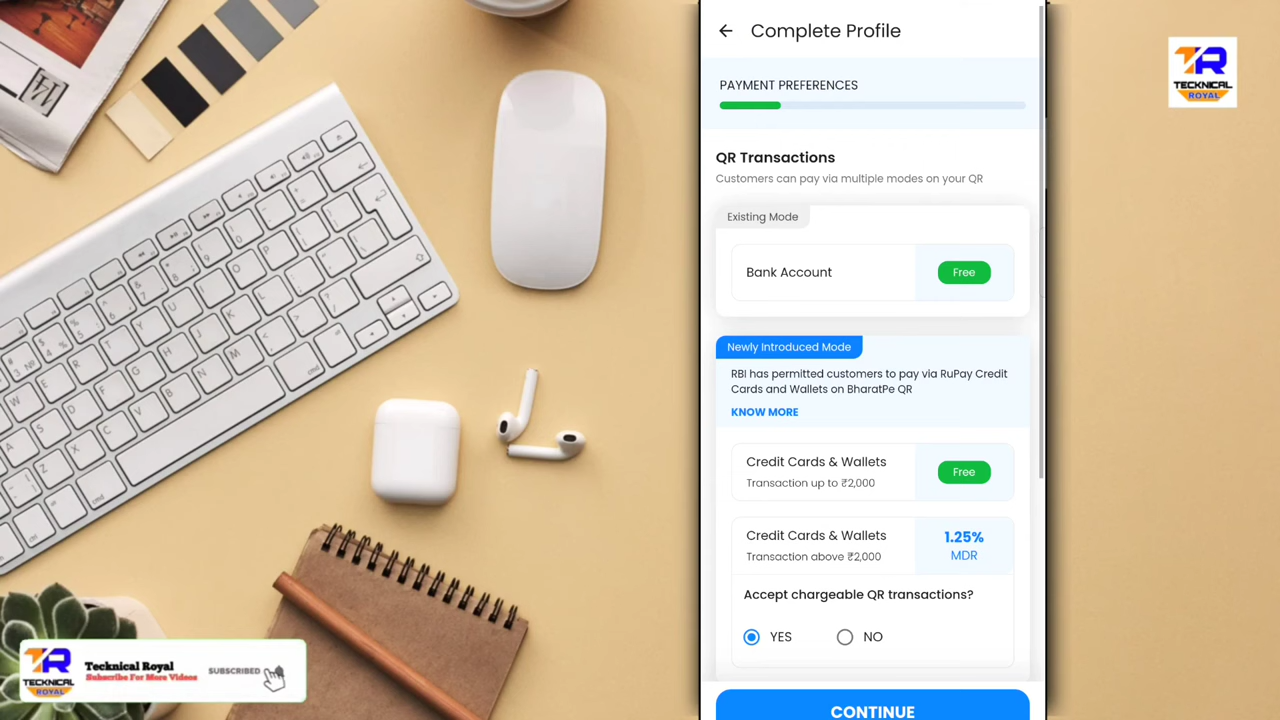 Complete Profile
PAYMENT PREFERENCES
QR Transactions
Customers can pay via multiple modes on your QR
Existing Mode
Bank Account
Free
Newly Introduced Mode
RBI has permitted customers to pay via RuPay Credit
Cards and Wallets on BharatPe QR
KNOW MORE
Credit Cards & Wallets
Transaction up to ₹2,000
Free
Credit Cards & Wallets
Transaction above ₹2,000
1.25%
MDR
Accept chargeable QR transactions?
YES
NO
CONTINUE
TR
TECKNICAL
ROYAL
TR
TECKNICAL
ROYAL
Tecknical Royal
Subscribe For More Videos
SUBSCRIBED